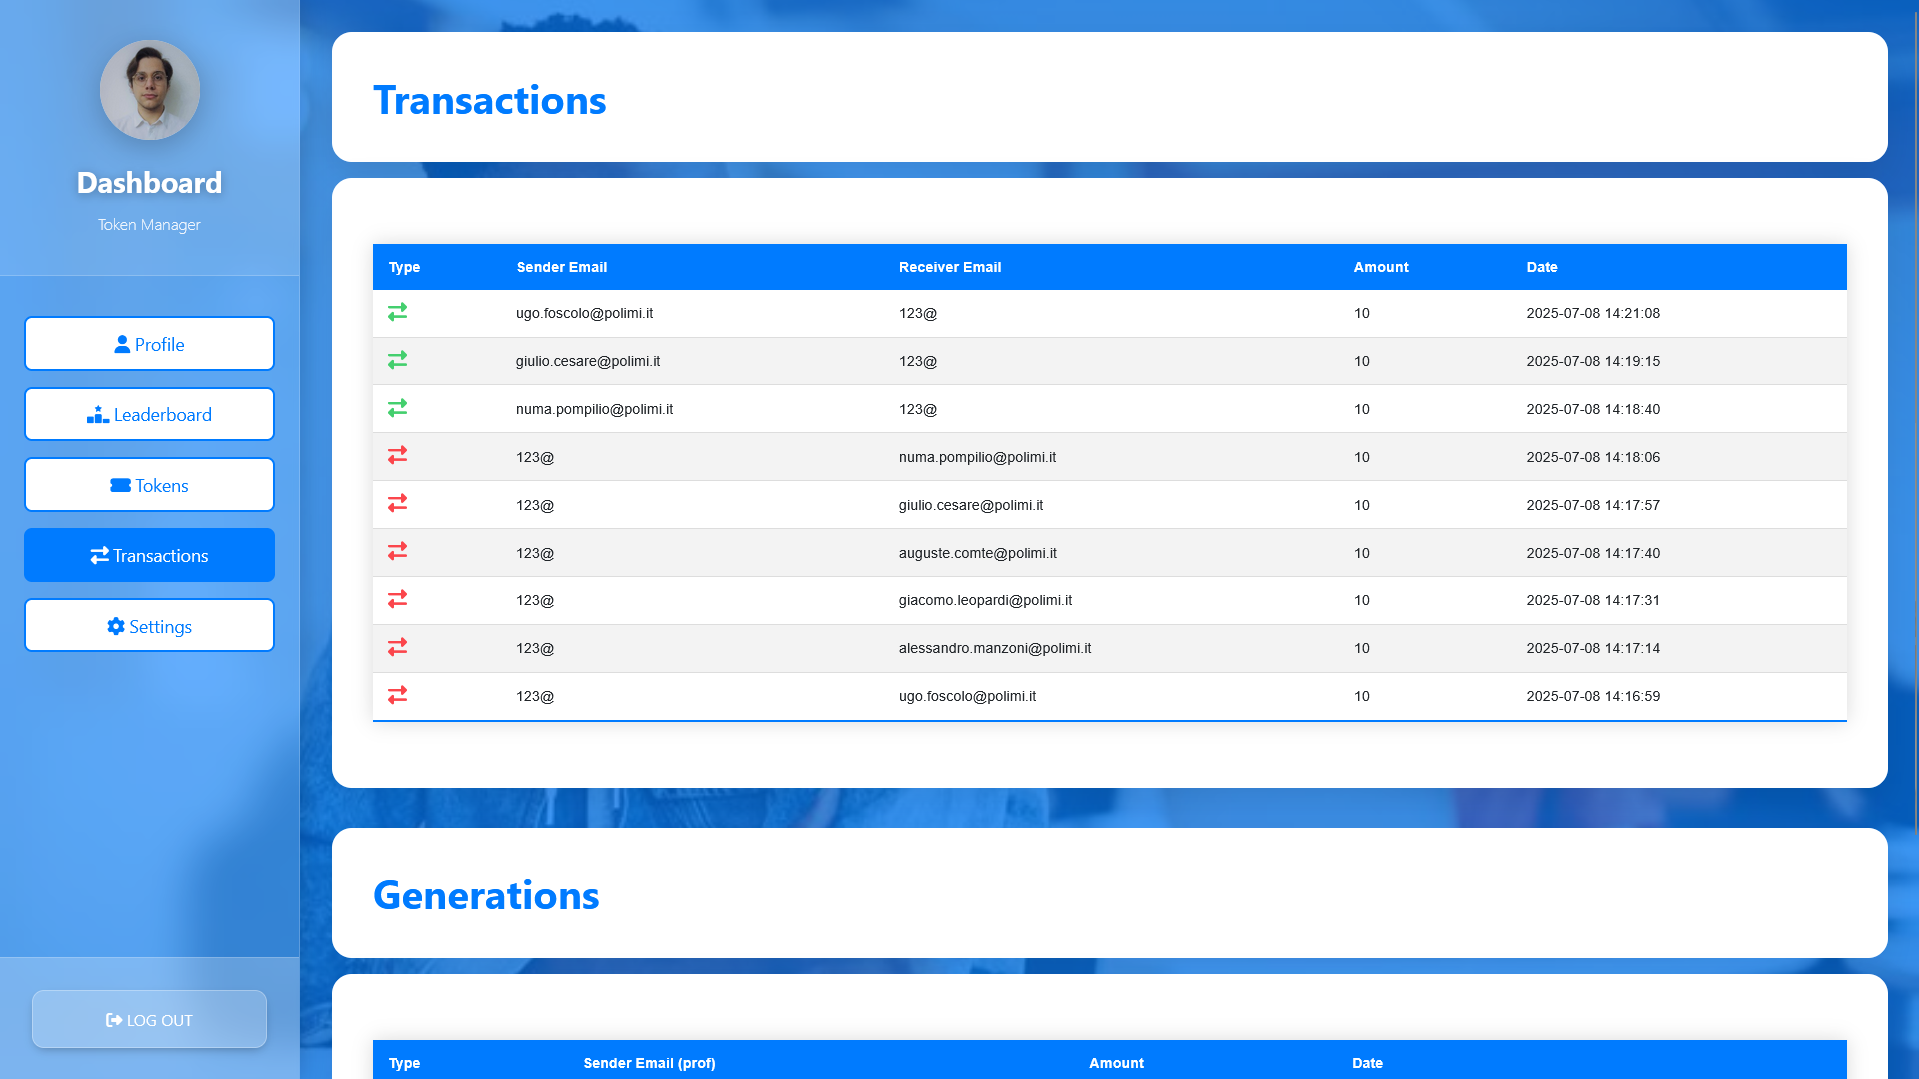 Dashboard
Token Manager
Profile
Leaderboard
Tokens
Transactions
Settings
LOG OUT
Transactions
Type Sender Email Receiver Email Amount Date
ugo.foscolo@polimi.it 123@ 10 2025-07-08 14:21:08
giulio.cesare@polimi.it 123@ 10 2025-07-08 14:19:15
numa.pompilio@polimi.it 123@ 10 2025-07-08 14:18:40
123@ numa.pompilio@polimi.it 10 2025-07-08 14:18:06
123@ giulio.cesare@polimi.it 10 2025-07-08 14:17:57
123@ auguste.comte@polimi.it 10 2025-07-08 14:17:40
123@ giacomo.leopardi@polimi.it 10 2025-07-08 14:17:31
123@ alessandro.manzoni@polimi.it 10 2025-07-08 14:17:14
123@ ugo.foscolo@polimi.it 10 2025-07-08 14:16:59
Generations
Type Sender Email (prof) Amount Date